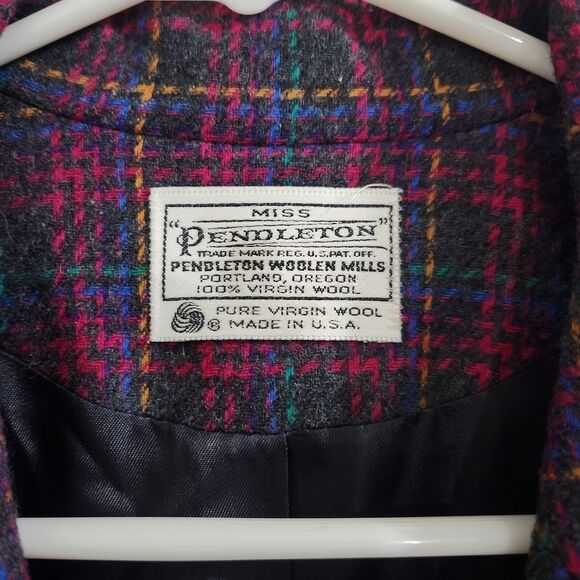 MISS
"PENDLETON"
TRADE MARK REG. U.S. PAT. OFF.
PENDLETON WOOLEN MILLS
PORTLAND, OREGON
100% VIRGIN WOOL
PURE VIRGIN WOOL
® MADE IN U.S.A.